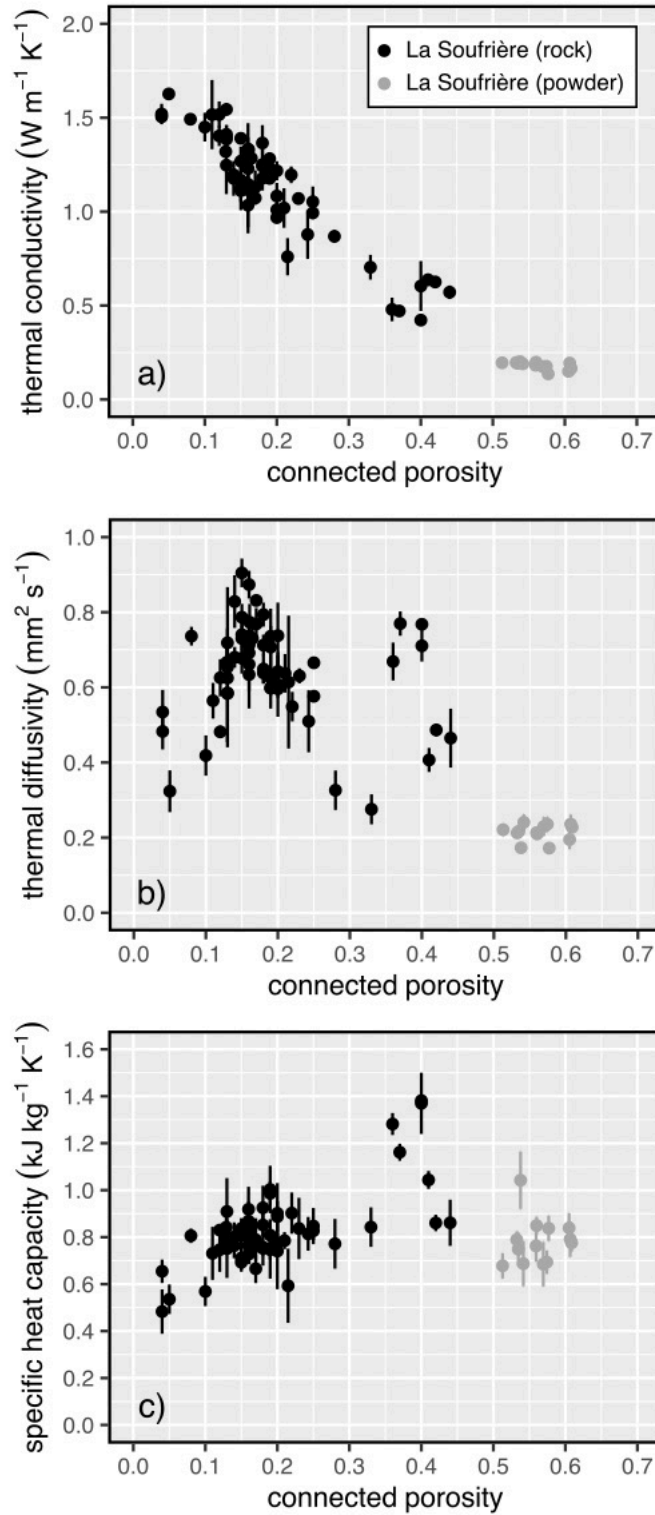 thermal conductivity (W m⁻¹ K⁻¹)
2.0
1.5
1.0
0.5
0.0
La Soufrière (rock)
La Soufrière (powder)
a)
0.0 0.1 0.2 0.3 0.4 0.5 0.6 0.7
connected porosity
thermal diffusivity (mm² s⁻¹)
1.0
0.8
0.6
0.4
0.2
0.0
b)
0.0 0.1 0.2 0.3 0.4 0.5 0.6 0.7
connected porosity
specific heat capacity (kJ kg⁻¹ K⁻¹)
1.6
1.4
1.2
1.0
0.8
0.6
0.4
0.2
0.0
c)
0.0 0.1 0.2 0.3 0.4 0.5 0.6 0.7
connected porosity